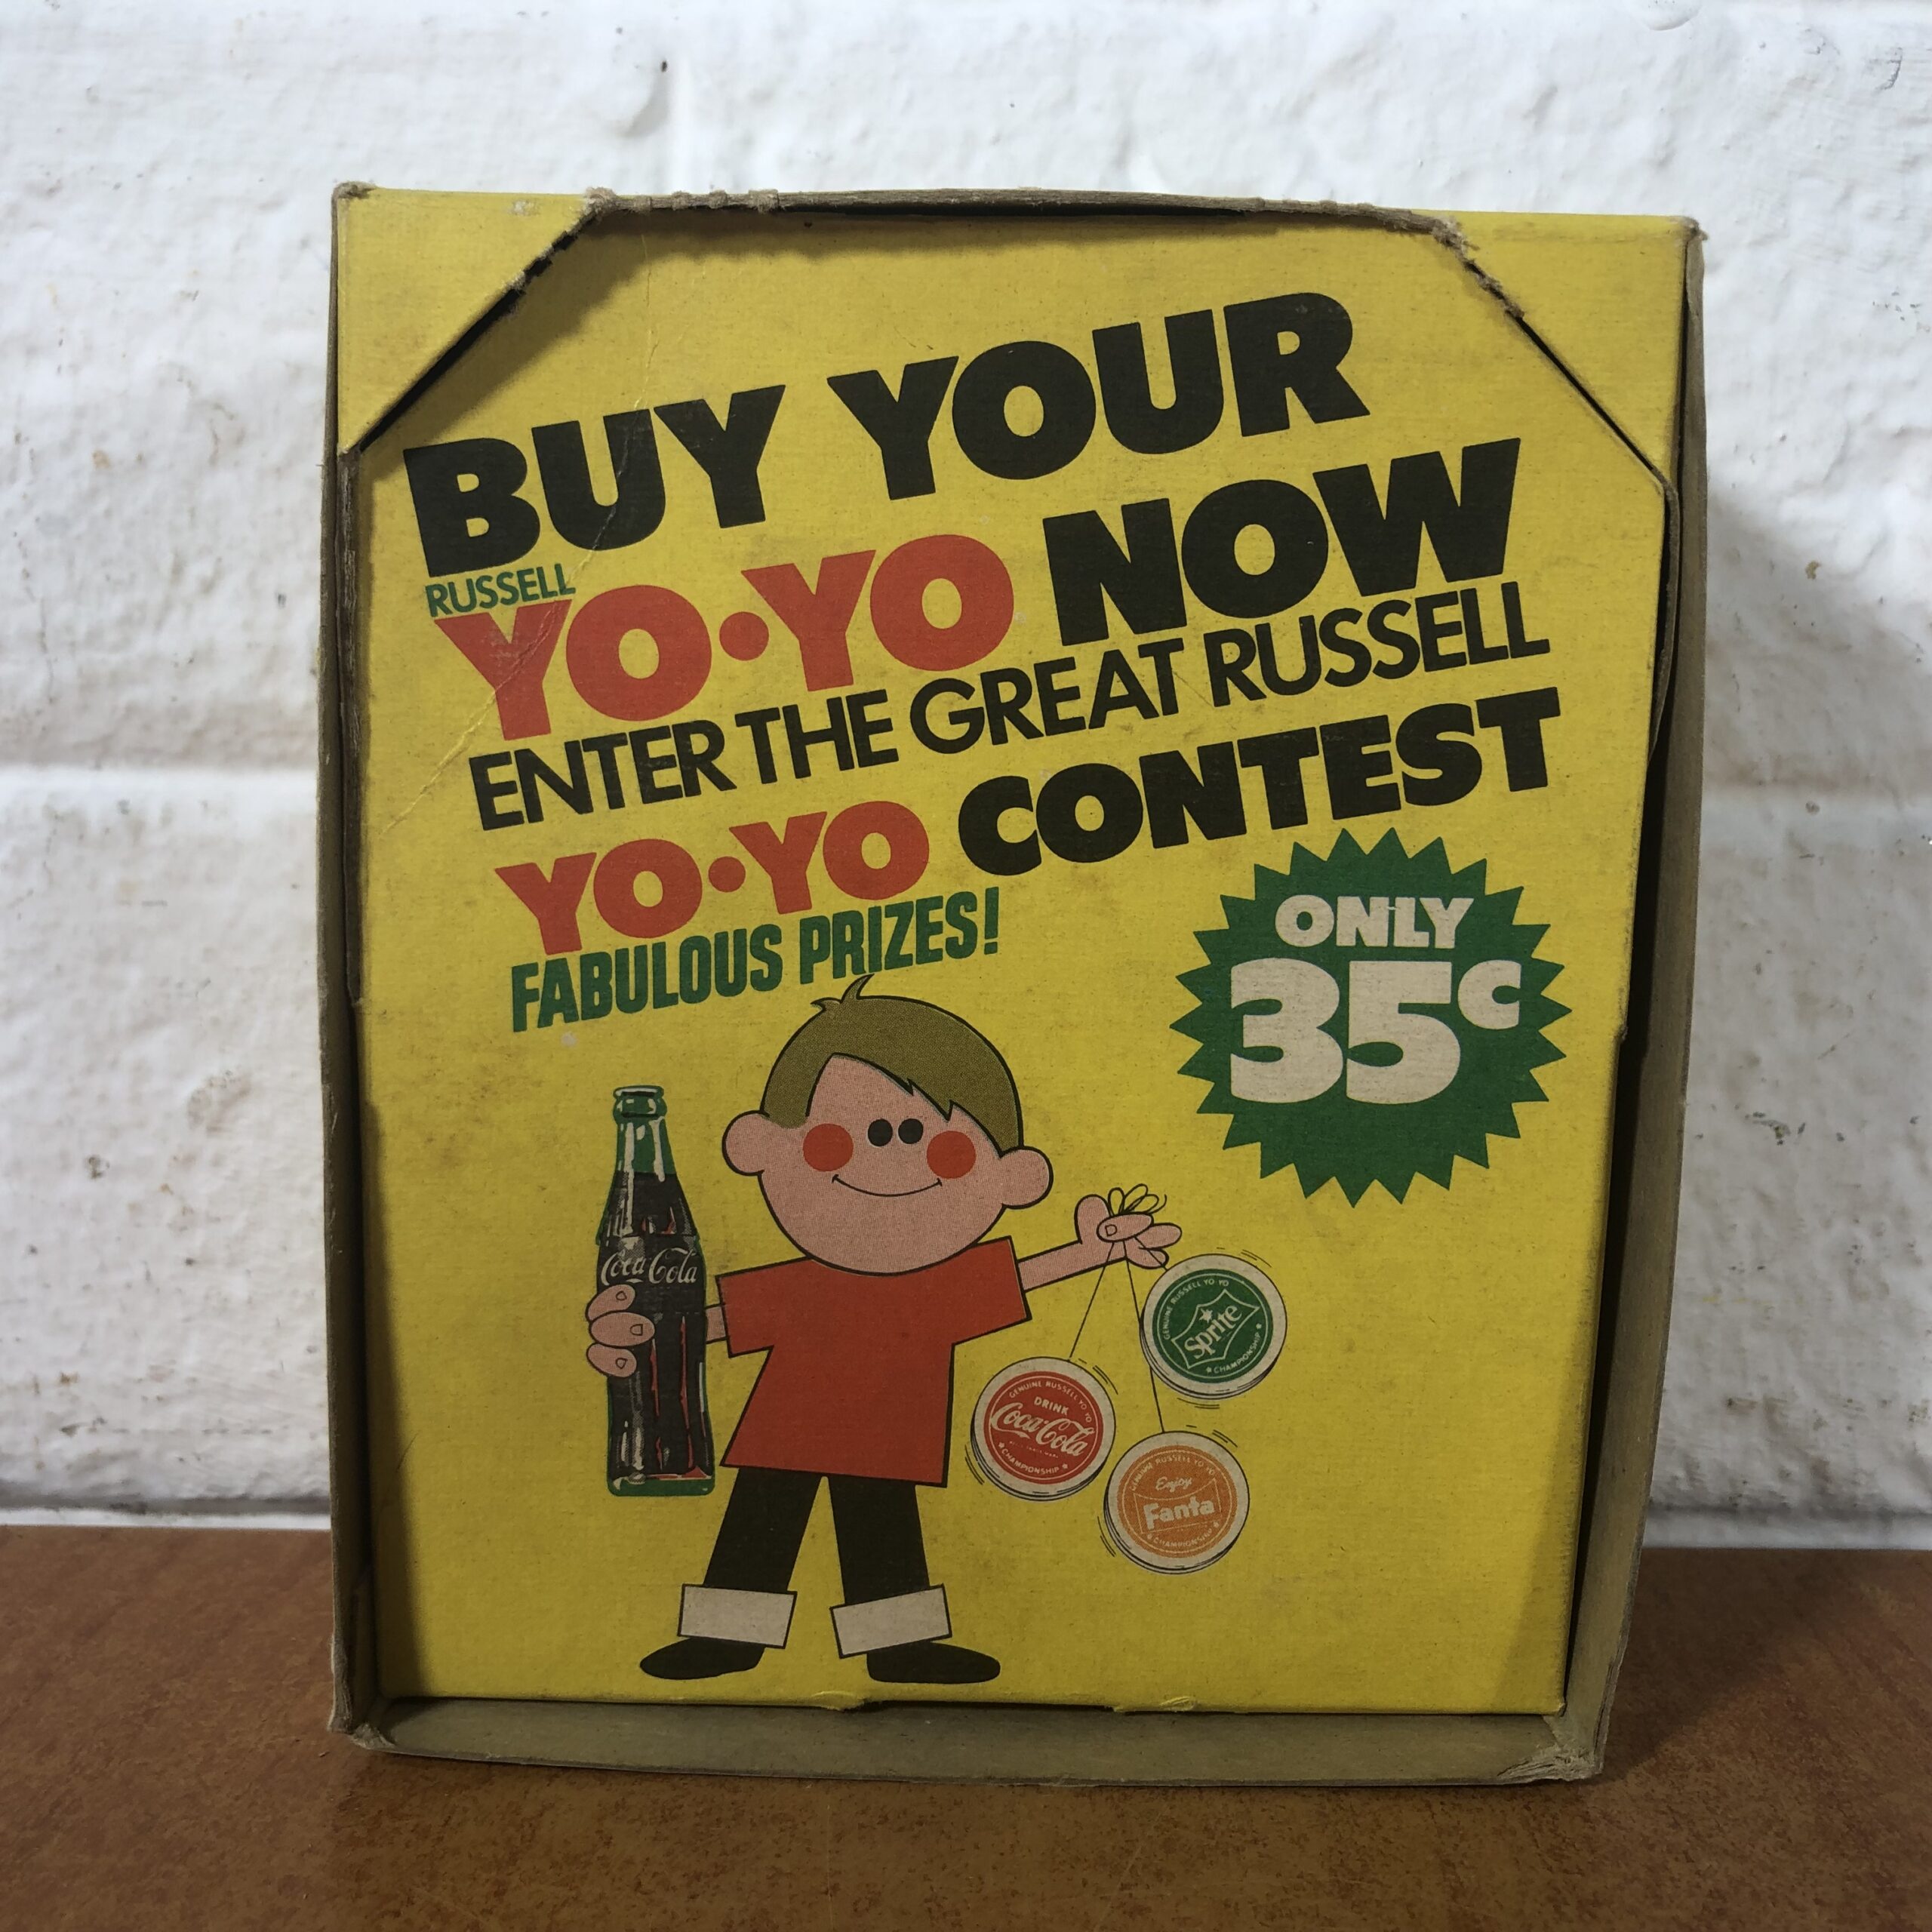 BUY YOUR
RUSSELL
YO•YO NOW
ENTER THE GREAT RUSSELL
YO•YO CONTEST
FABULOUS PRIZES!
ONLY
35c
Coca-Cola
GENUINE RUSSELL YO YO
Sprite
★ CHAMPIONSHIP ★
GENUINE RUSSELL YO YO
DRINK
Coca-Cola
★ CHAMPIONSHIP ★
GENUINE RUSSELL YO YO
Enjoy
Fanta
★ CHAMPIONSHIP ★